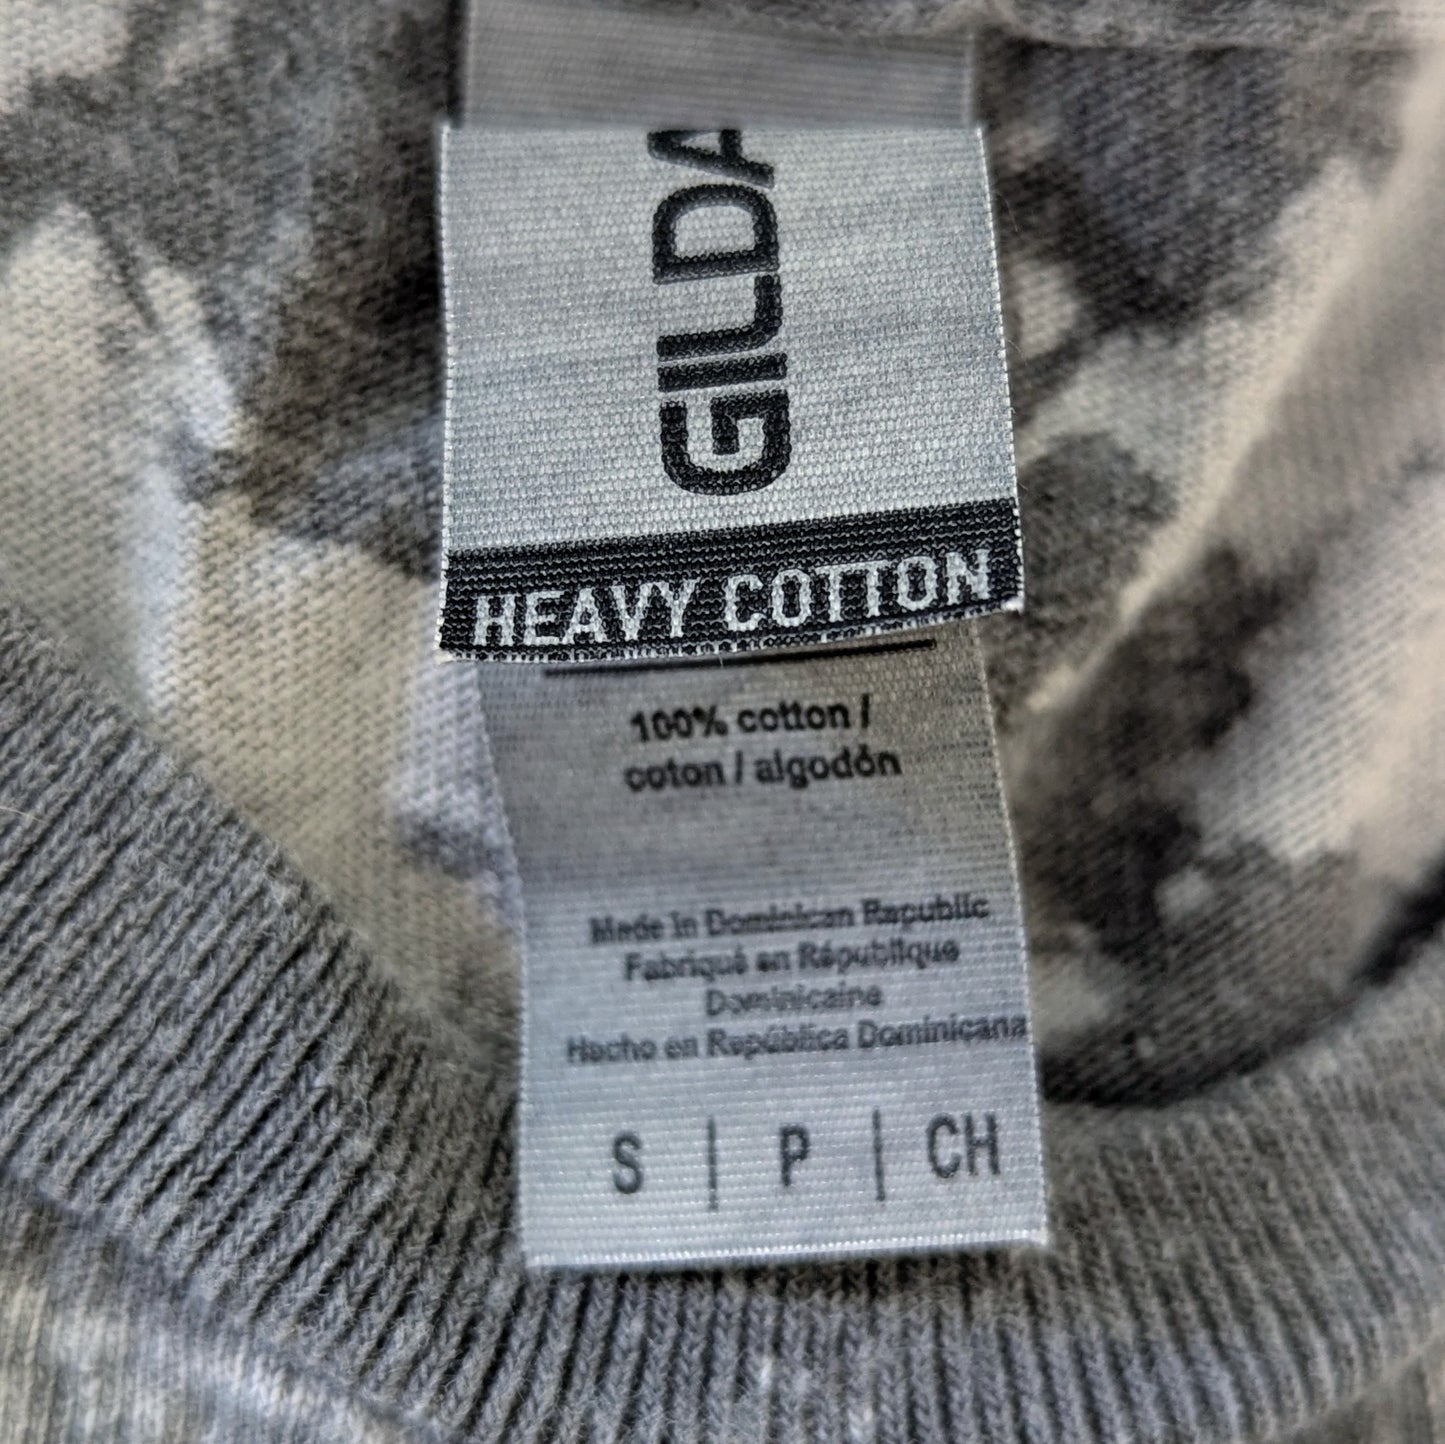 GILDA
HEAVY COTTON
100% cotton /
coton / algodón
Made in Dominican Republic
Fabriqué en République
Dominicaine
Hecho en República Dominicana
S | P | CH